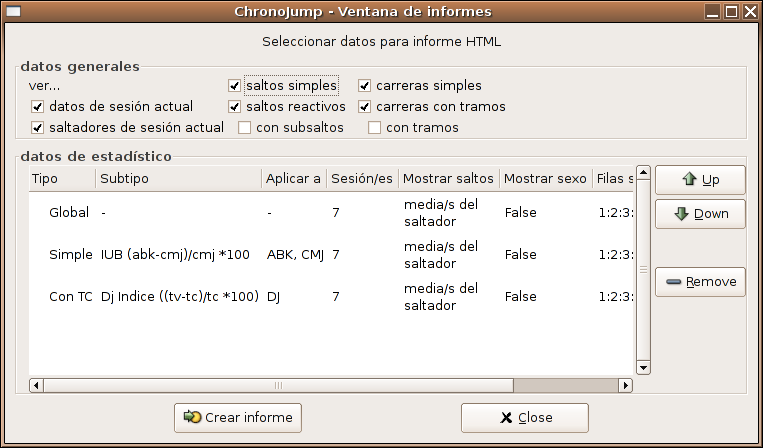 ChronoJump - Ventana de informes
Seleccionar datos para informe HTML
datos generales
ver...
saltos simples
carreras simples
datos de sesión actual
saltos reactivos
carreras con tramos
saltadores de sesión actual
con subsaltos
con tramos
datos de estadístico
Tipo Subtipo Aplicar a Sesión/es Mostrar saltos Mostrar sexo Filas s
Global - - 7 media/s del saltador False 1:2:3:
Simple IUB (abk-cmj)/cmj *100 ABK, CMJ 7 media/s del saltador False 1:2:3:
Con TC Dj Indice ((tv-tc)/tc *100) DJ 7 media/s del saltador False 1:2:3:
Up
Down
Remove
Crear informe
Close